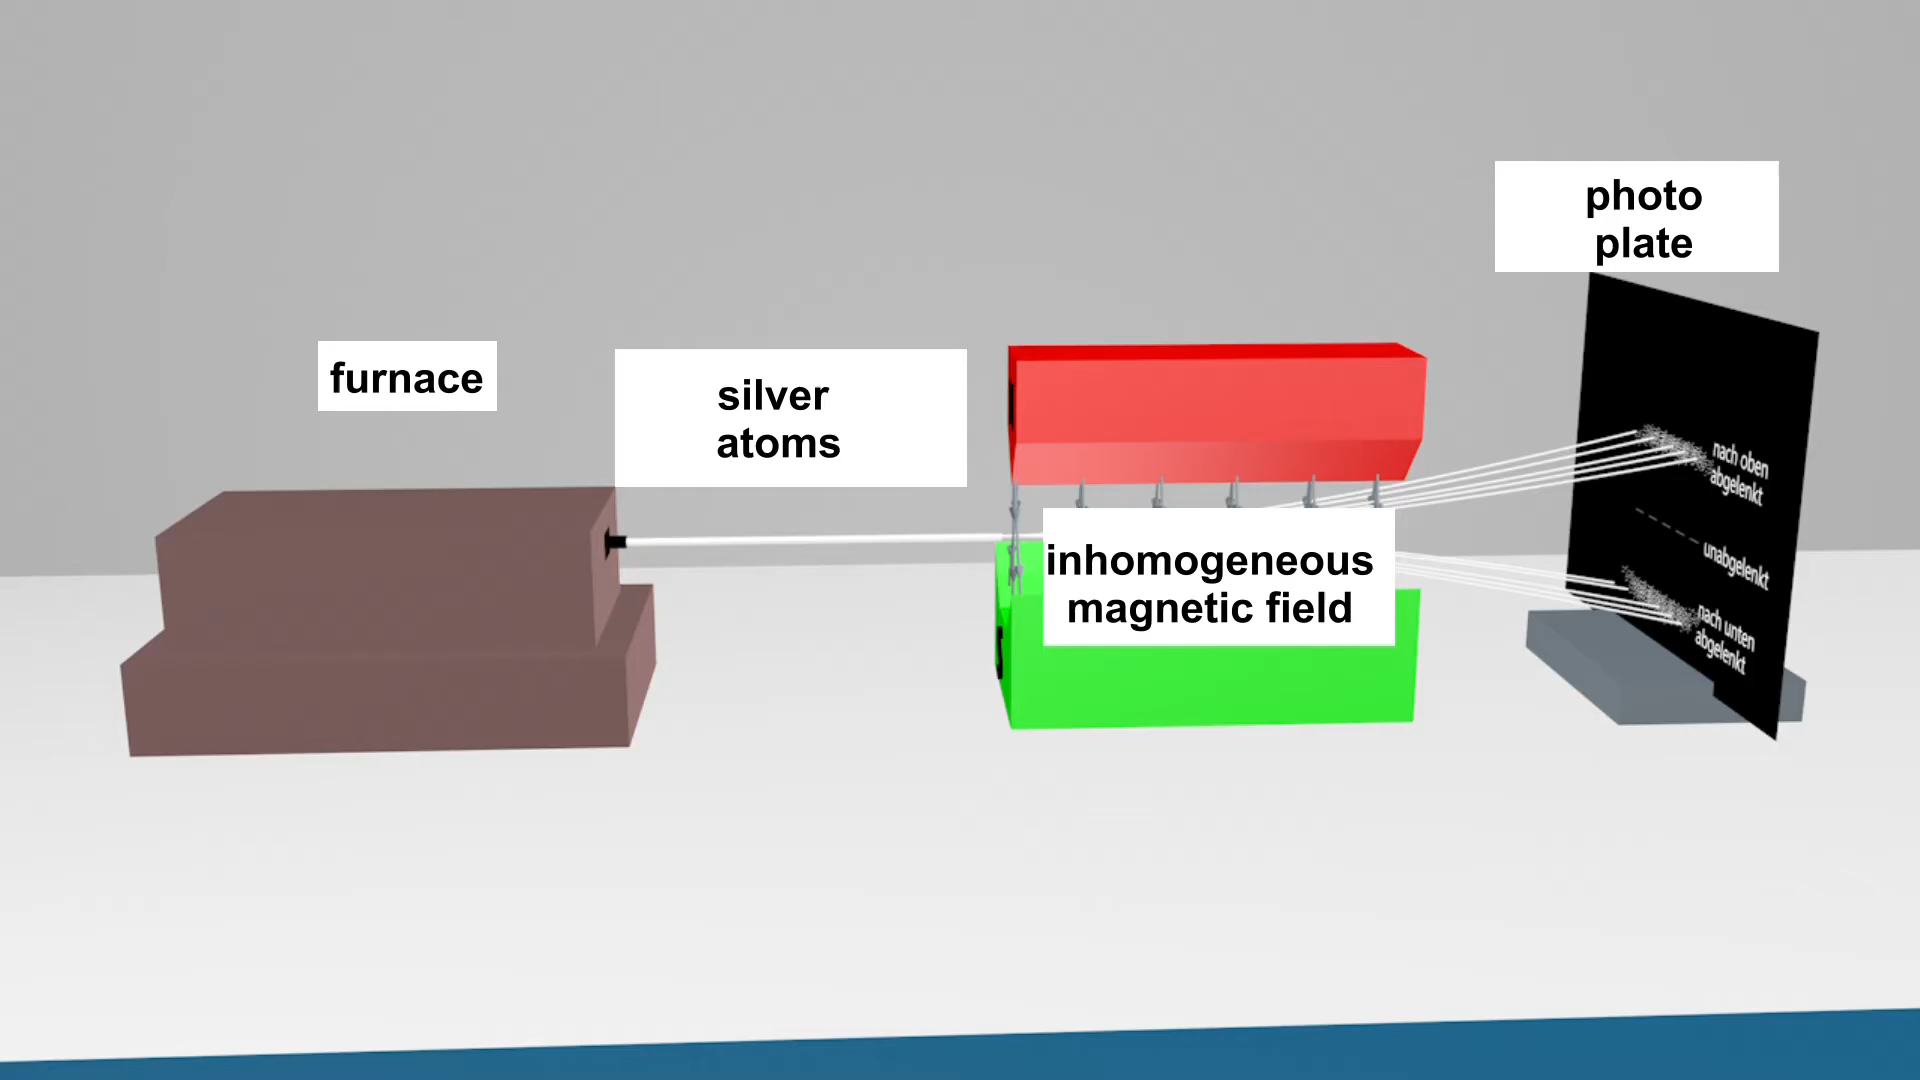 photo
plate
furnace
silver
atoms
inhomogeneous
magnetic field
nach oben
abgelenkt
unabgelenkt
nach unten
abgelenkt